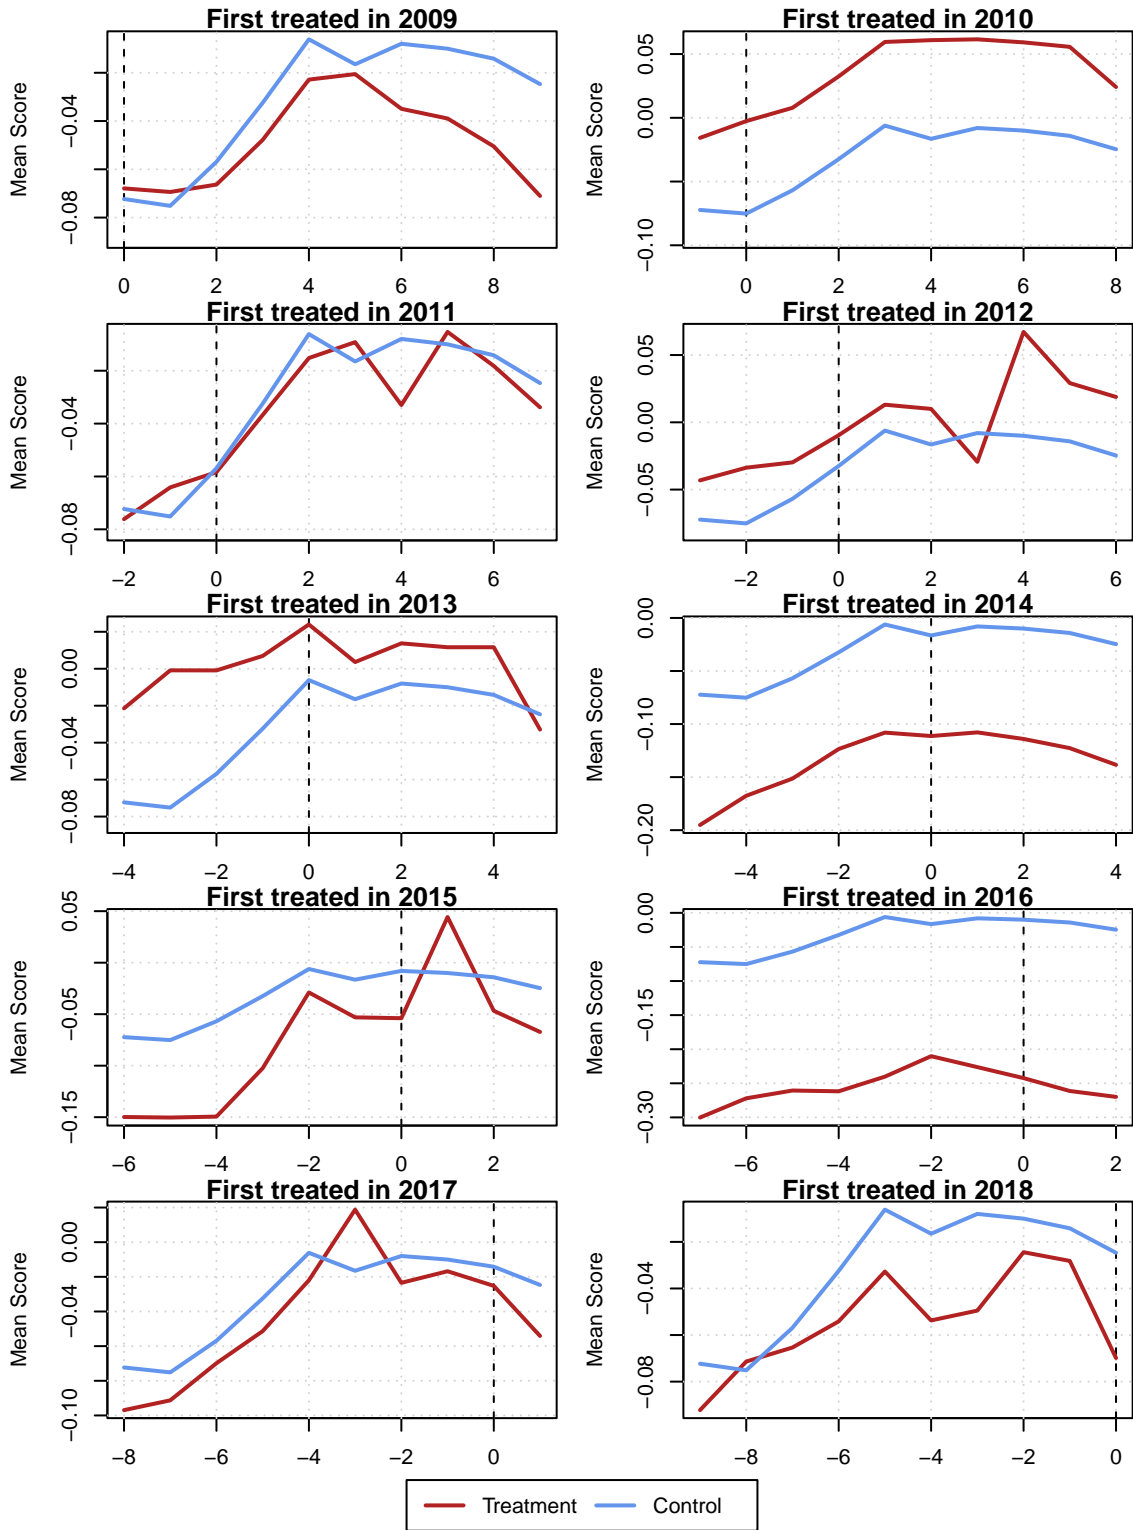 First treated in 2009
Mean Score
−0.04
−0.08
0 2 4 6 8
First treated in 2010
Mean Score
0.05
0.00
−0.10
0 2 4 6 8
First treated in 2011
Mean Score
−0.04
−0.08
−2 0 2 4 6
First treated in 2012
Mean Score
0.05
0.00
−0.05
−2 0 2 4 6
First treated in 2013
Mean Score
0.00
−0.04
−0.08
−4 −2 0 2 4
First treated in 2014
Mean Score
0.00
−0.10
−0.20
−4 −2 0 2 4
First treated in 2015
Mean Score
0.05
−0.05
−0.15
−6 −4 −2 0 2
First treated in 2016
Mean Score
0.00
−0.15
−0.30
−6 −4 −2 0 2
First treated in 2017
Mean Score
0.00
−0.04
−0.10
−8 −6 −4 −2 0
First treated in 2018
Mean Score
−0.04
−0.08
−8 −6 −4 −2 0
Treatment Control